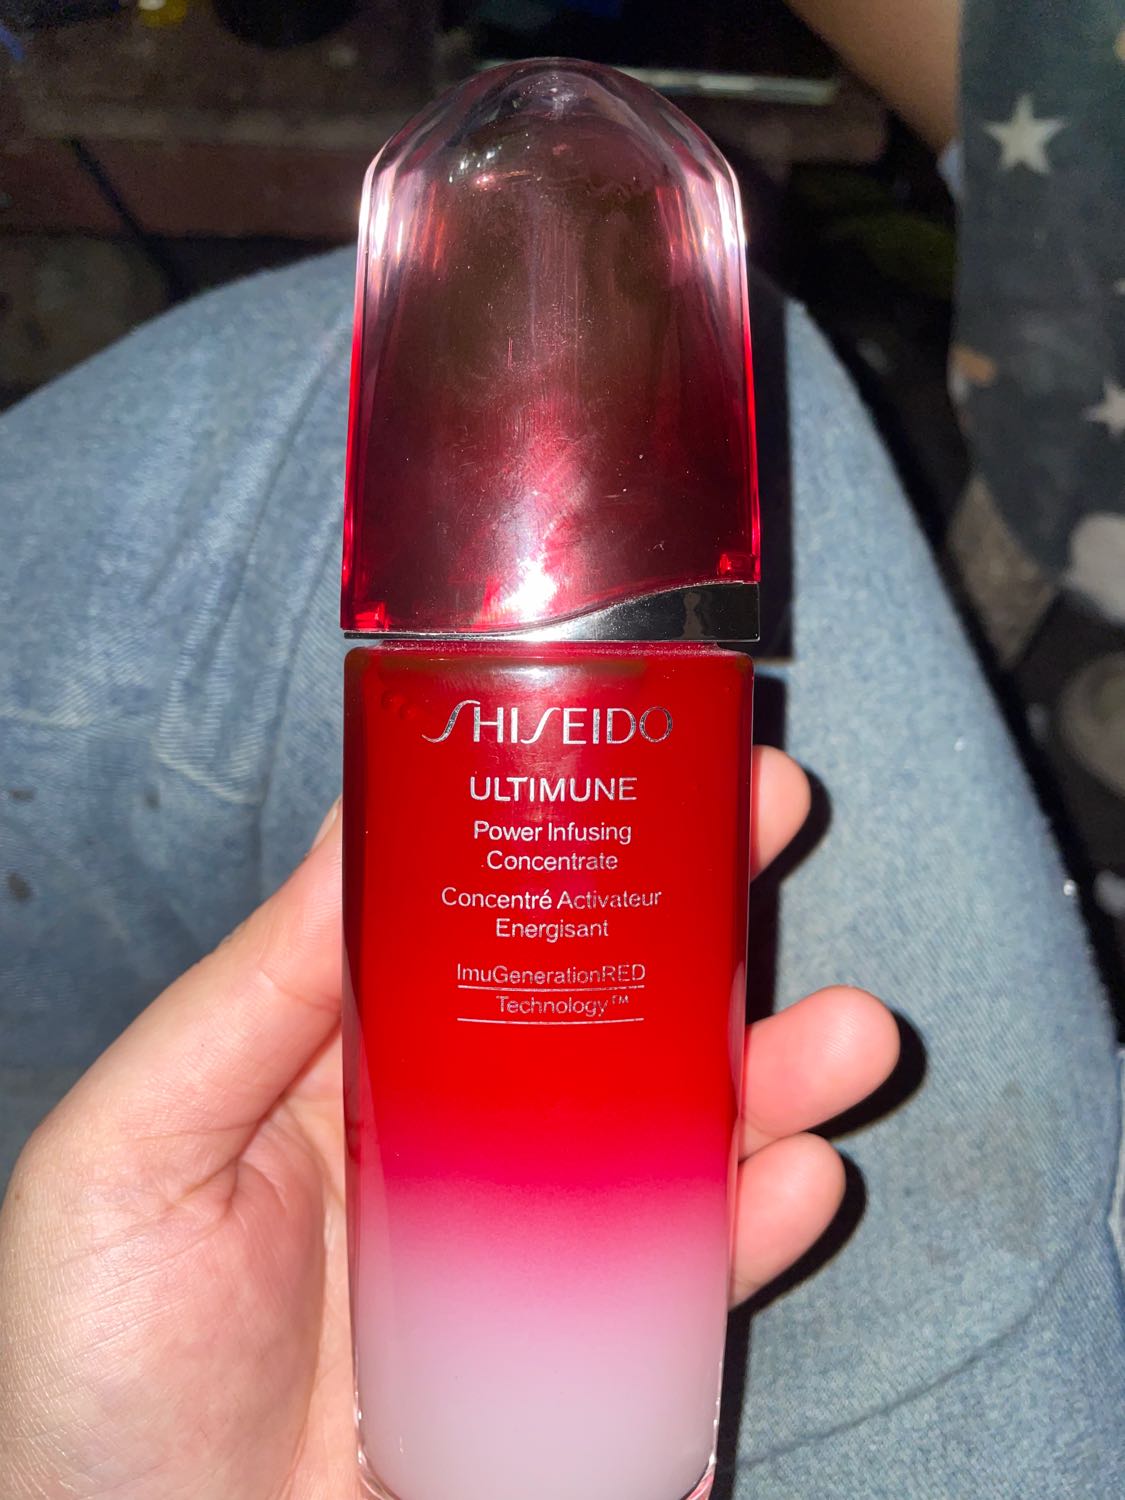 SHISEIDO
ULTIMUNE
Power Infusing
Concentrate
Concentré Activateur
Energisant
ImuGenerationRED
Technology™